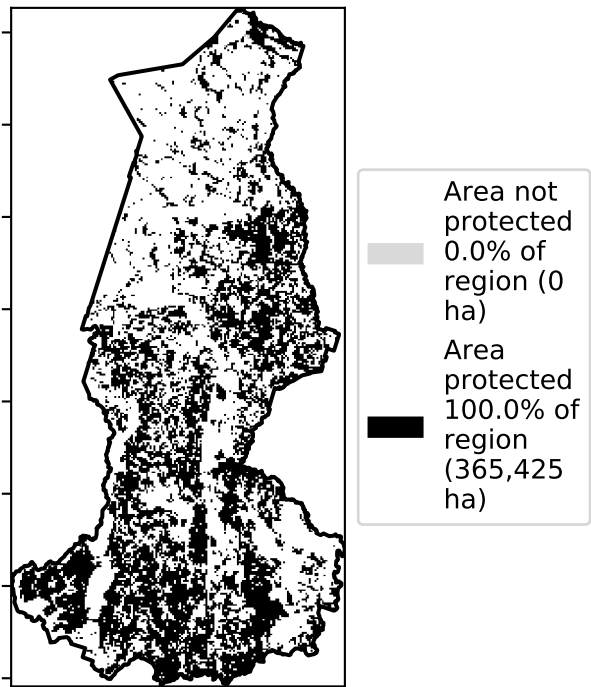 Area not
protected
0.0% of
region (0
ha)
Area
protected
100.0% of
region
(365,425
ha)